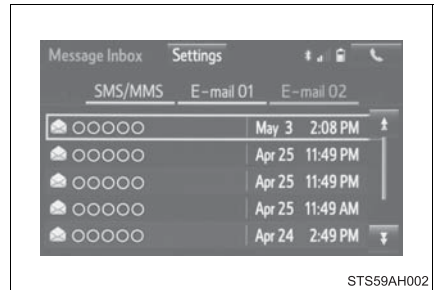 Message Inbox Settings
SMS/MMS E-mail 01 E-mail 02
○○○○○ May 3 2:08 PM
○○○○○ Apr 25 11:49 PM
○○○○○ Apr 25 11:49 PM
○○○○○ Apr 25 11:49 AM
○○○○○ Apr 24 2:49 PM
STS59AH002